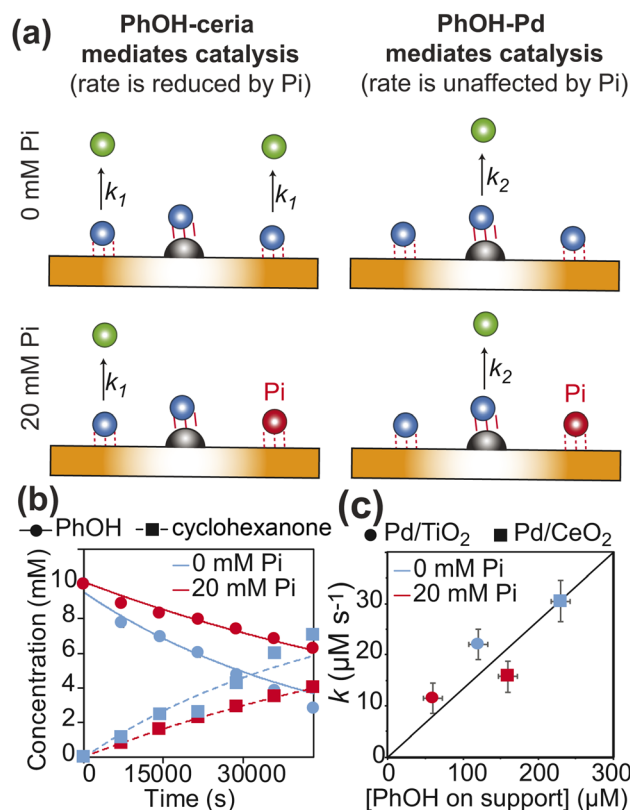 (a)
PhOH-ceria
mediates catalysis
(rate is reduced by Pi)
PhOH-Pd
mediates catalysis
(rate is unaffected by Pi)
0 mM Pi
k1
k1
k2
20 mM Pi
k1
Pi
k2
Pi
(b)
PhOH
cyclohexanone
0 mM Pi
20 mM Pi
Concentration (mM)
10
8
6
4
2
0
0
15000
30000
Time (s)
(c)
Pd/TiO2
Pd/CeO2
0 mM Pi
20 mM Pi
k (μM s-1)
40
30
20
10
0
0
100
200
300
[PhOH on support] (μM)